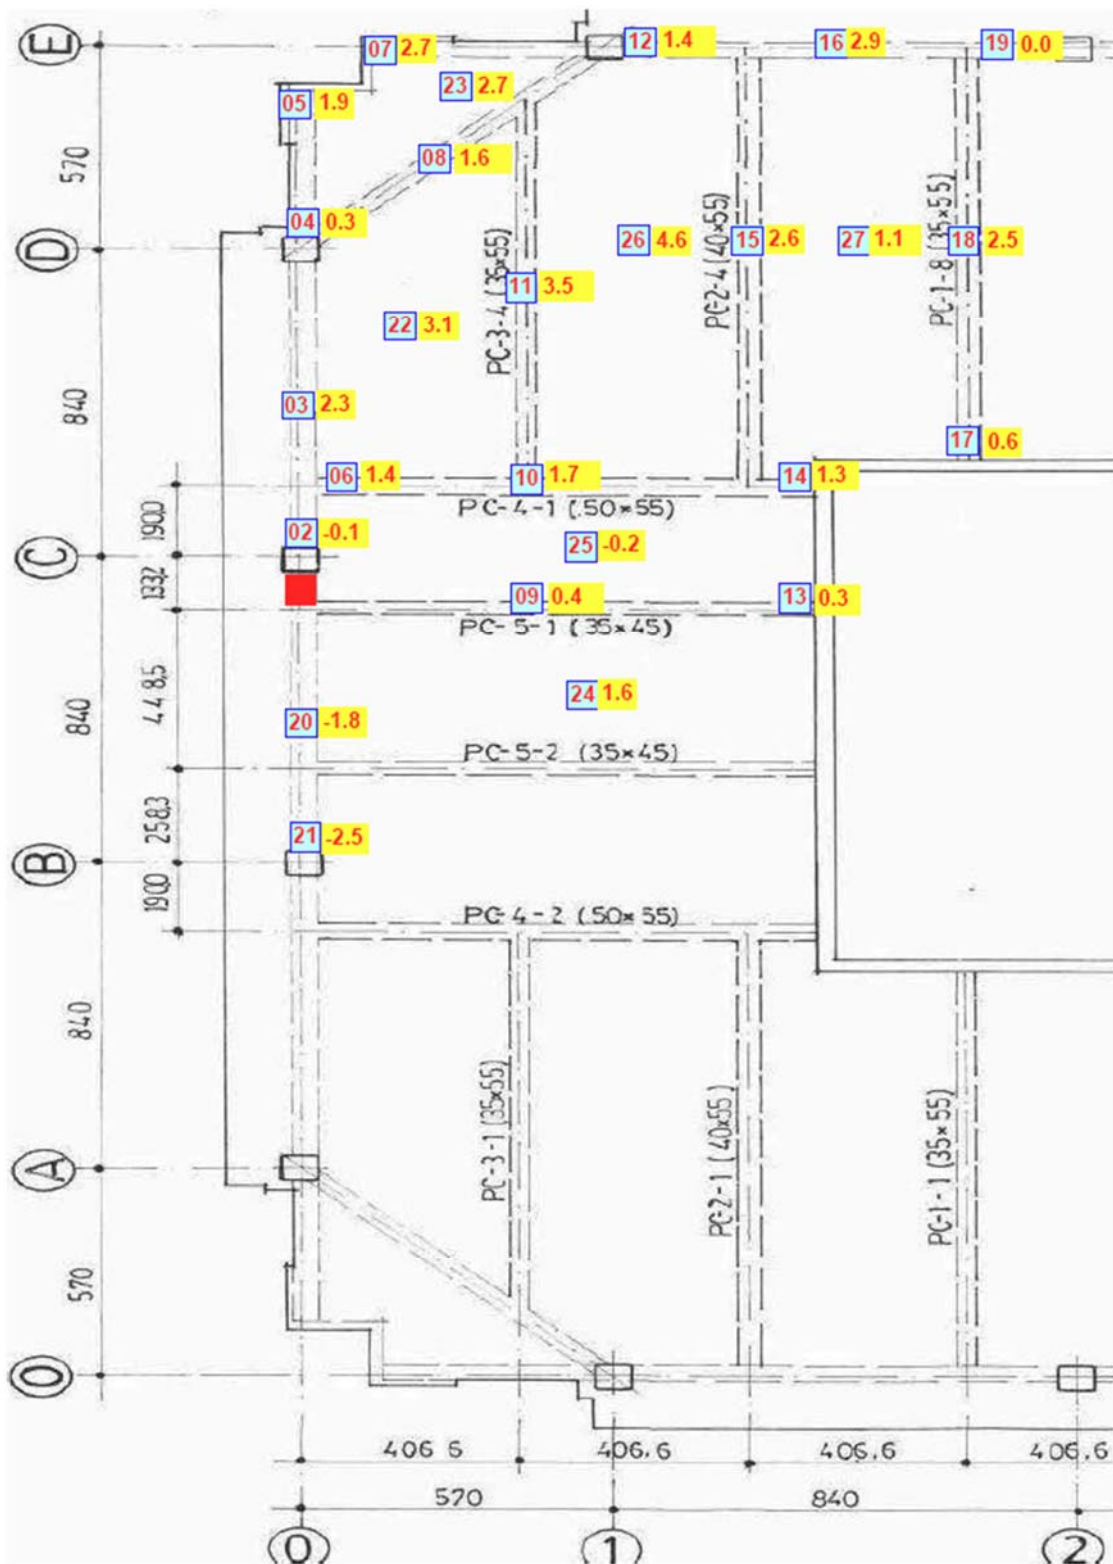 E
07 2.7
12 1.4
16 2.9
19 0.0
23 2.7
05 1.9
570
08 1.6
04 0.3
D
26 4.6
15 2.6
27 1.1
18 2.5
PC-3-4 (35×55)
PC-2-4 (40×55)
PC-1-8 (35×55)
11 3.5
22 3.1
840
03 2.3
17 0.6
06 1.4
10 1.7
14 1.3
PC-4-1 (.50×55)
1900
02 -0.1
25 -0.2
C
133,2
09 0.4
13 0.3
PC-5-1 (35×45)
448,5
24 1.6
840
20 -1.8
PC-5-2 (35×45)
258,3
21 -2.5
B
190,0
PC-4-2 (.50×55)
840
PC-3-1 (35×55)
PC-2-1 (40×55)
PC-1-1 (35×55)
A
570
O
406 6
406,6
406,6
406,6
570
840
0
1
2